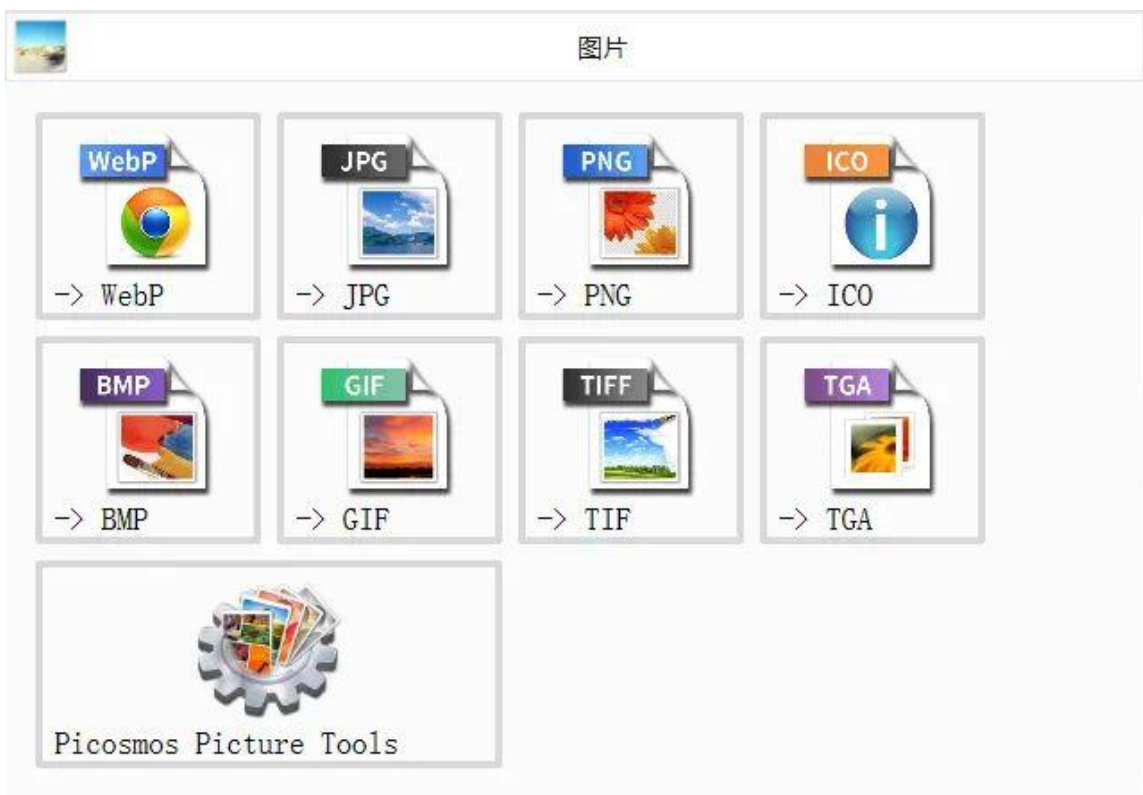 图片
WebP
-> WebP
JPG
-> JPG
PNG
-> PNG
ICO
i
-> ICO
BMP
-> BMP
GIF
-> GIF
TIFF
-> TIF
TGA
-> TGA
Picosmos Picture Tools